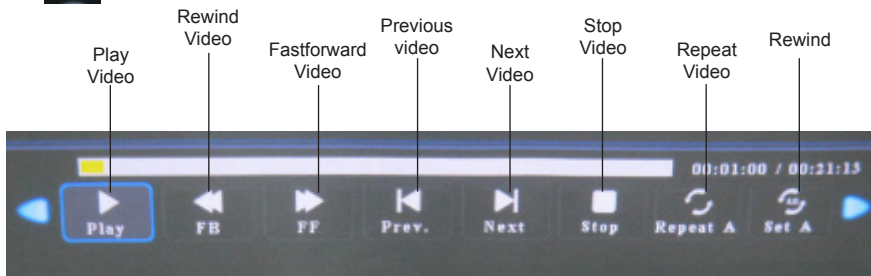 Play Video
Rewind Video
Fastforward Video
Previous video
Next Video
Stop Video
Repeat Video
Rewind
00:01:00 / 00:21:13
Play
FB
FF
Prev.
Next
Stop
Repeat A
Set A